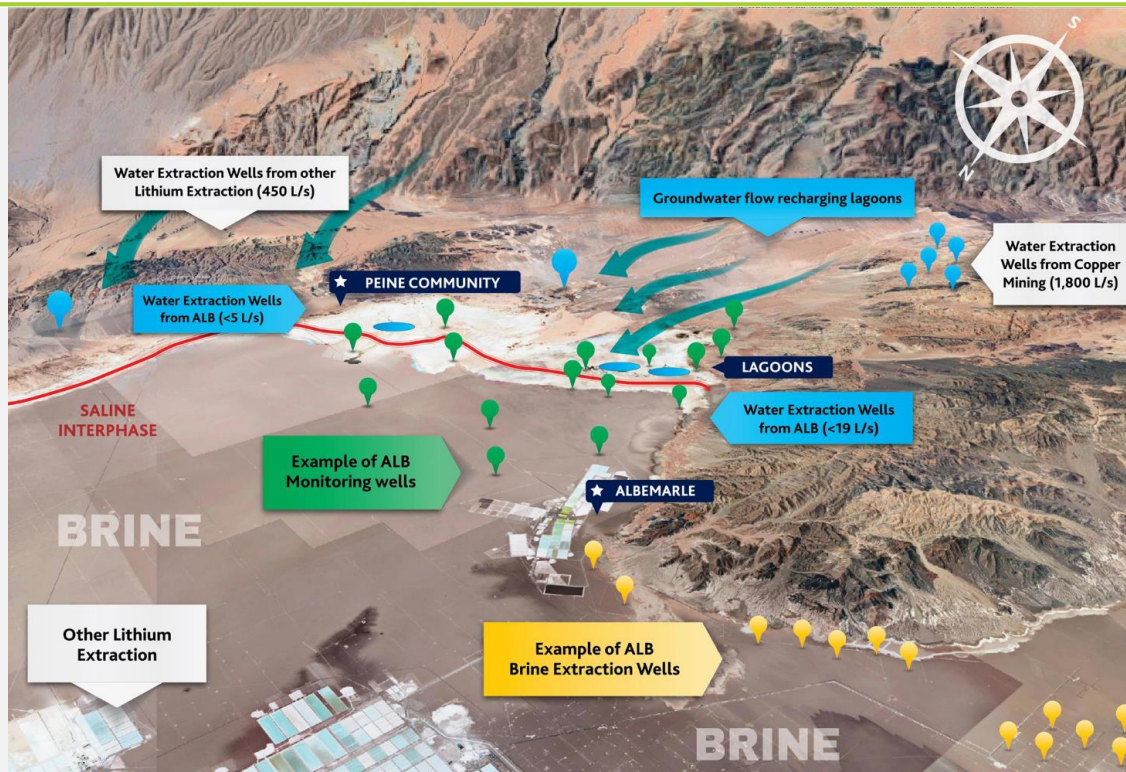 S
N
Water Extraction Wells from other
Lithium Extraction (450 L/s)
Groundwater flow recharging lagoons
Water Extraction
Wells from Copper
Mining (1,800 L/s)
PEINE COMMUNITY
Water Extraction Wells
from ALB (<5 L/s)
LAGOONS
SALINE
INTERPHASE
Water Extraction Wells
from ALB (<19 L/s)
Example of ALB
Monitoring wells
ALBEMARLE
BRINE
Other Lithium
Extraction
Example of ALB
Brine Extraction Wells
BRINE